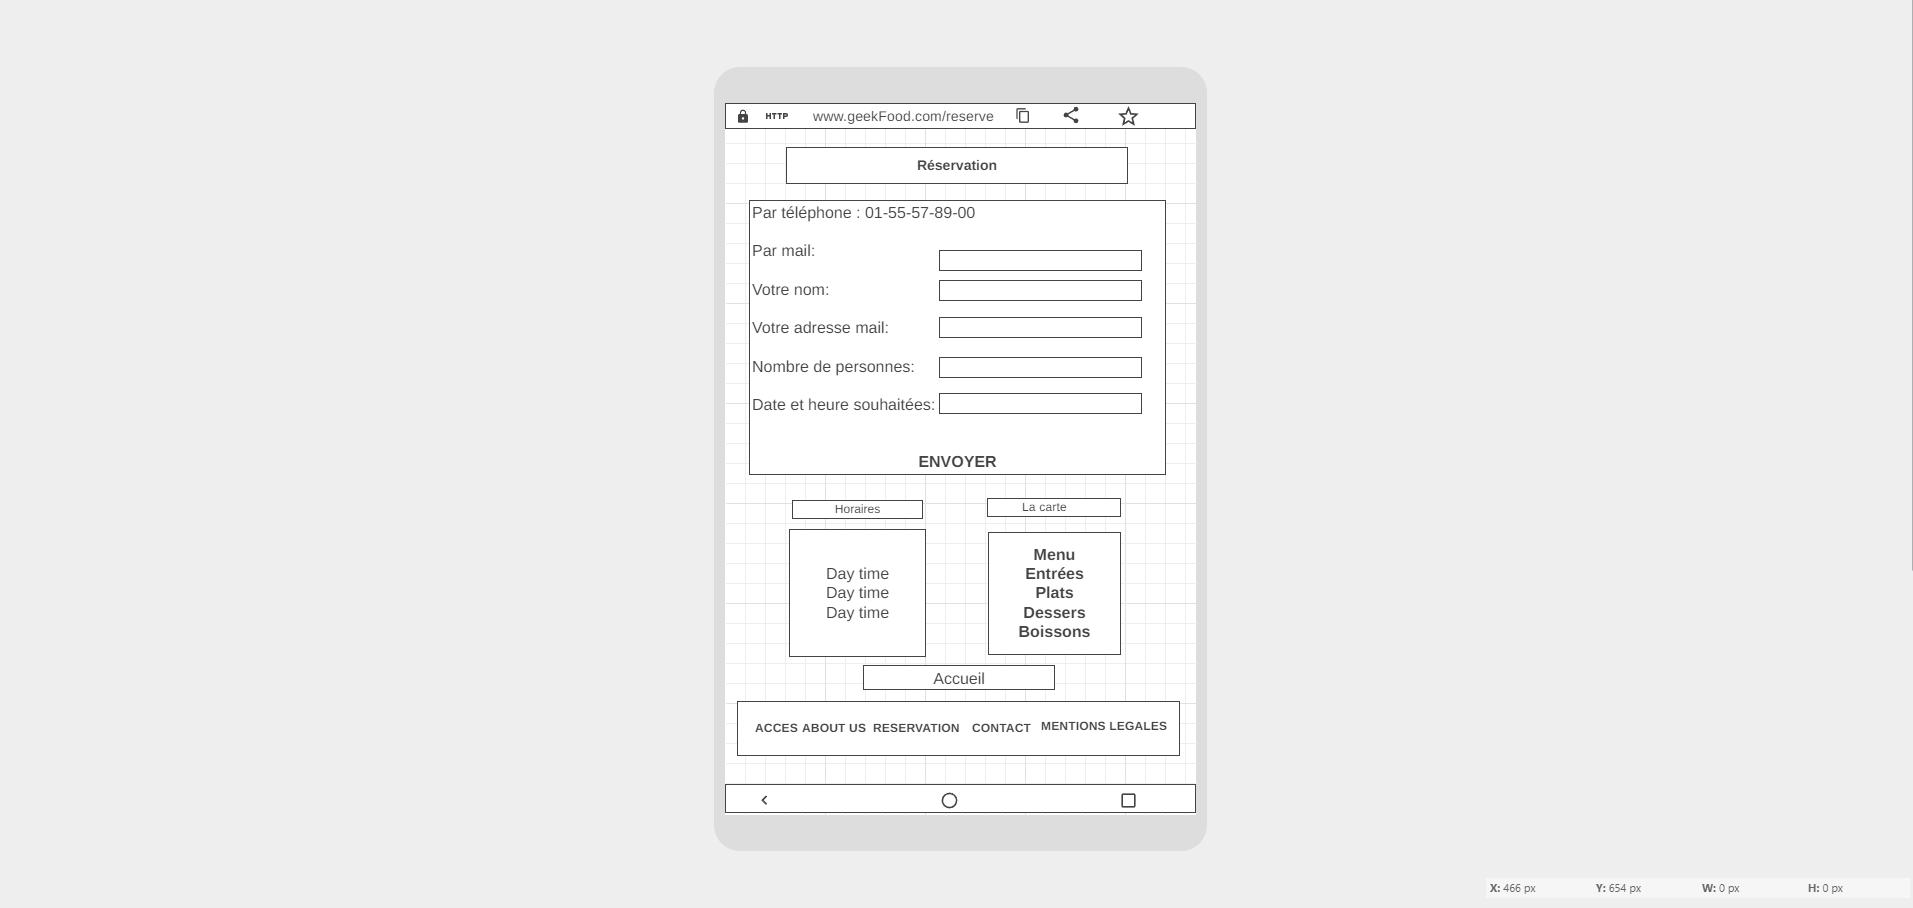 HTTP www.geekFood.com/reserve
Réservation
Par téléphone : 01-55-57-89-00
Par mail:
Votre nom:
Votre adresse mail:
Nombre de personnes:
Date et heure souhaitées:
ENVOYER
Horaires
Day time
Day time
Day time
La carte
Menu
Entrées
Plats
Dessers
Boissons
Accueil
ACCES ABOUT US RESERVATION CONTACT MENTIONS LEGALES
X: 466 px Y: 654 px W: 0 px H: 0 px